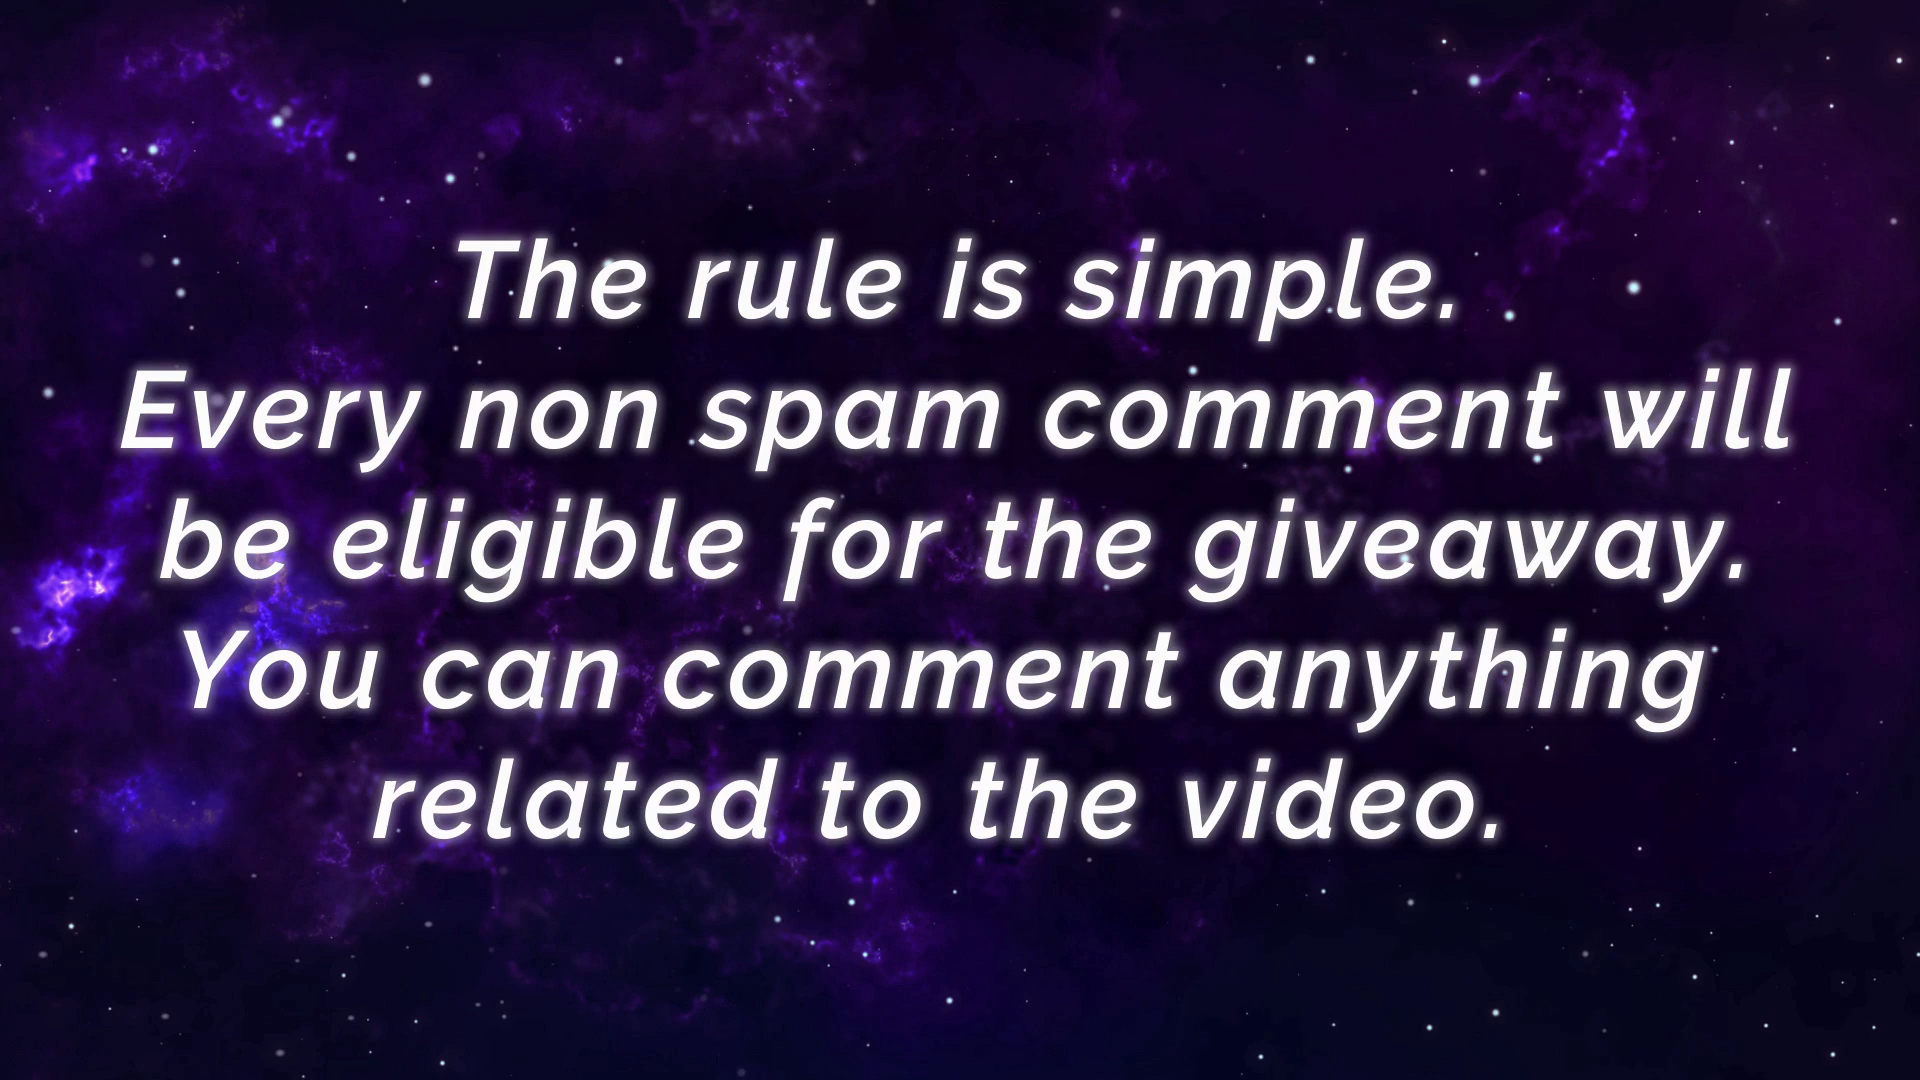 The rule is simple.
Every non spam comment will
be eligible for the giveaway.
You can comment anything
related to the video.